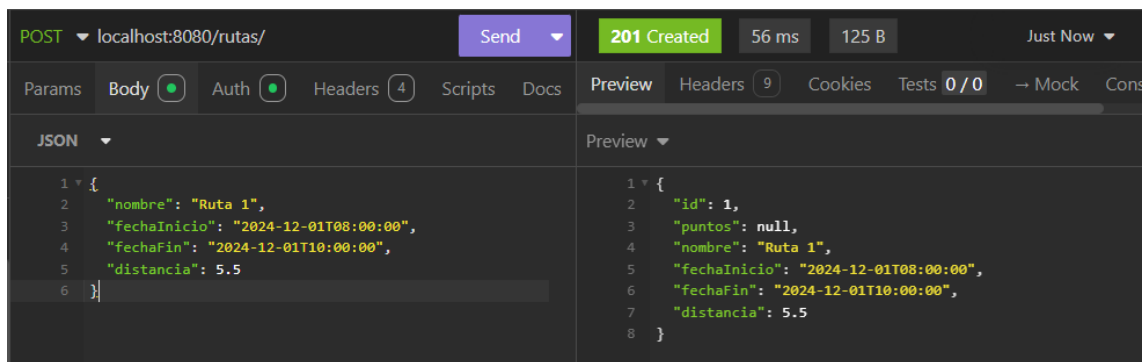 POST localhost:8080/rutas/ Send
Params Body Auth Headers 4 Scripts Docs
JSON
1 {
2 "nombre": "Ruta 1",
3 "fechaInicio": "2024-12-01T08:00:00",
4 "fechaFin": "2024-12-01T10:00:00",
5 "distancia": 5.5
6 }
201 Created 56 ms 125 B Just Now
Preview Headers 9 Cookies Tests 0 / 0 → Mock Cons
Preview
1 {
2 "id": 1,
3 "puntos": null,
4 "nombre": "Ruta 1",
5 "fechaInicio": "2024-12-01T08:00:00",
6 "fechaFin": "2024-12-01T10:00:00",
7 "distancia": 5.5
8 }